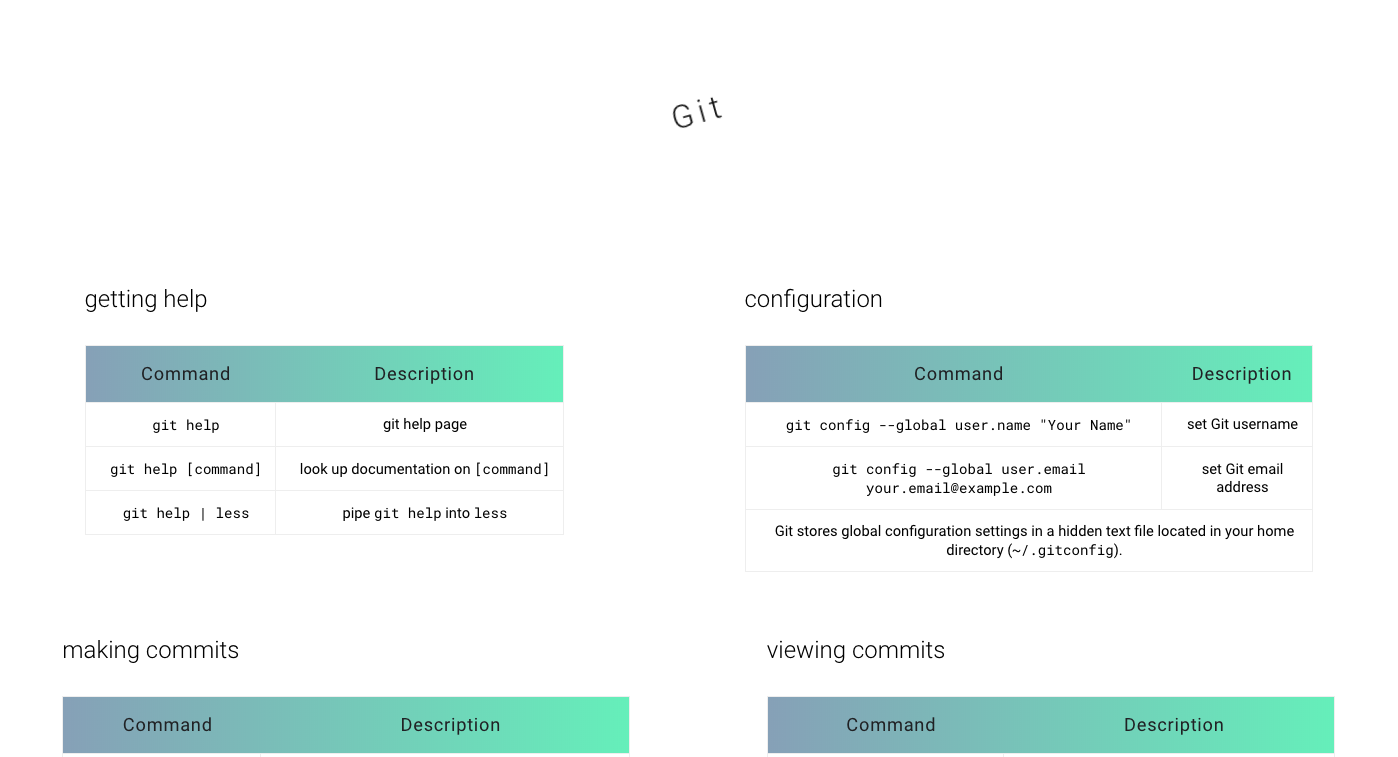 Git
getting help
Command Description
git help git help page
git help [command] look up documentation on [command]
git help | less pipe git help into less
configuration
Command Description
git config --global user.name "Your Name" set Git username
git config --global user.email
your.email@example.com
set Git email
address
Git stores global configuration settings in a hidden text file located in your home
directory (~/.gitconfig).
making commits
Command Description
viewing commits
Command Description